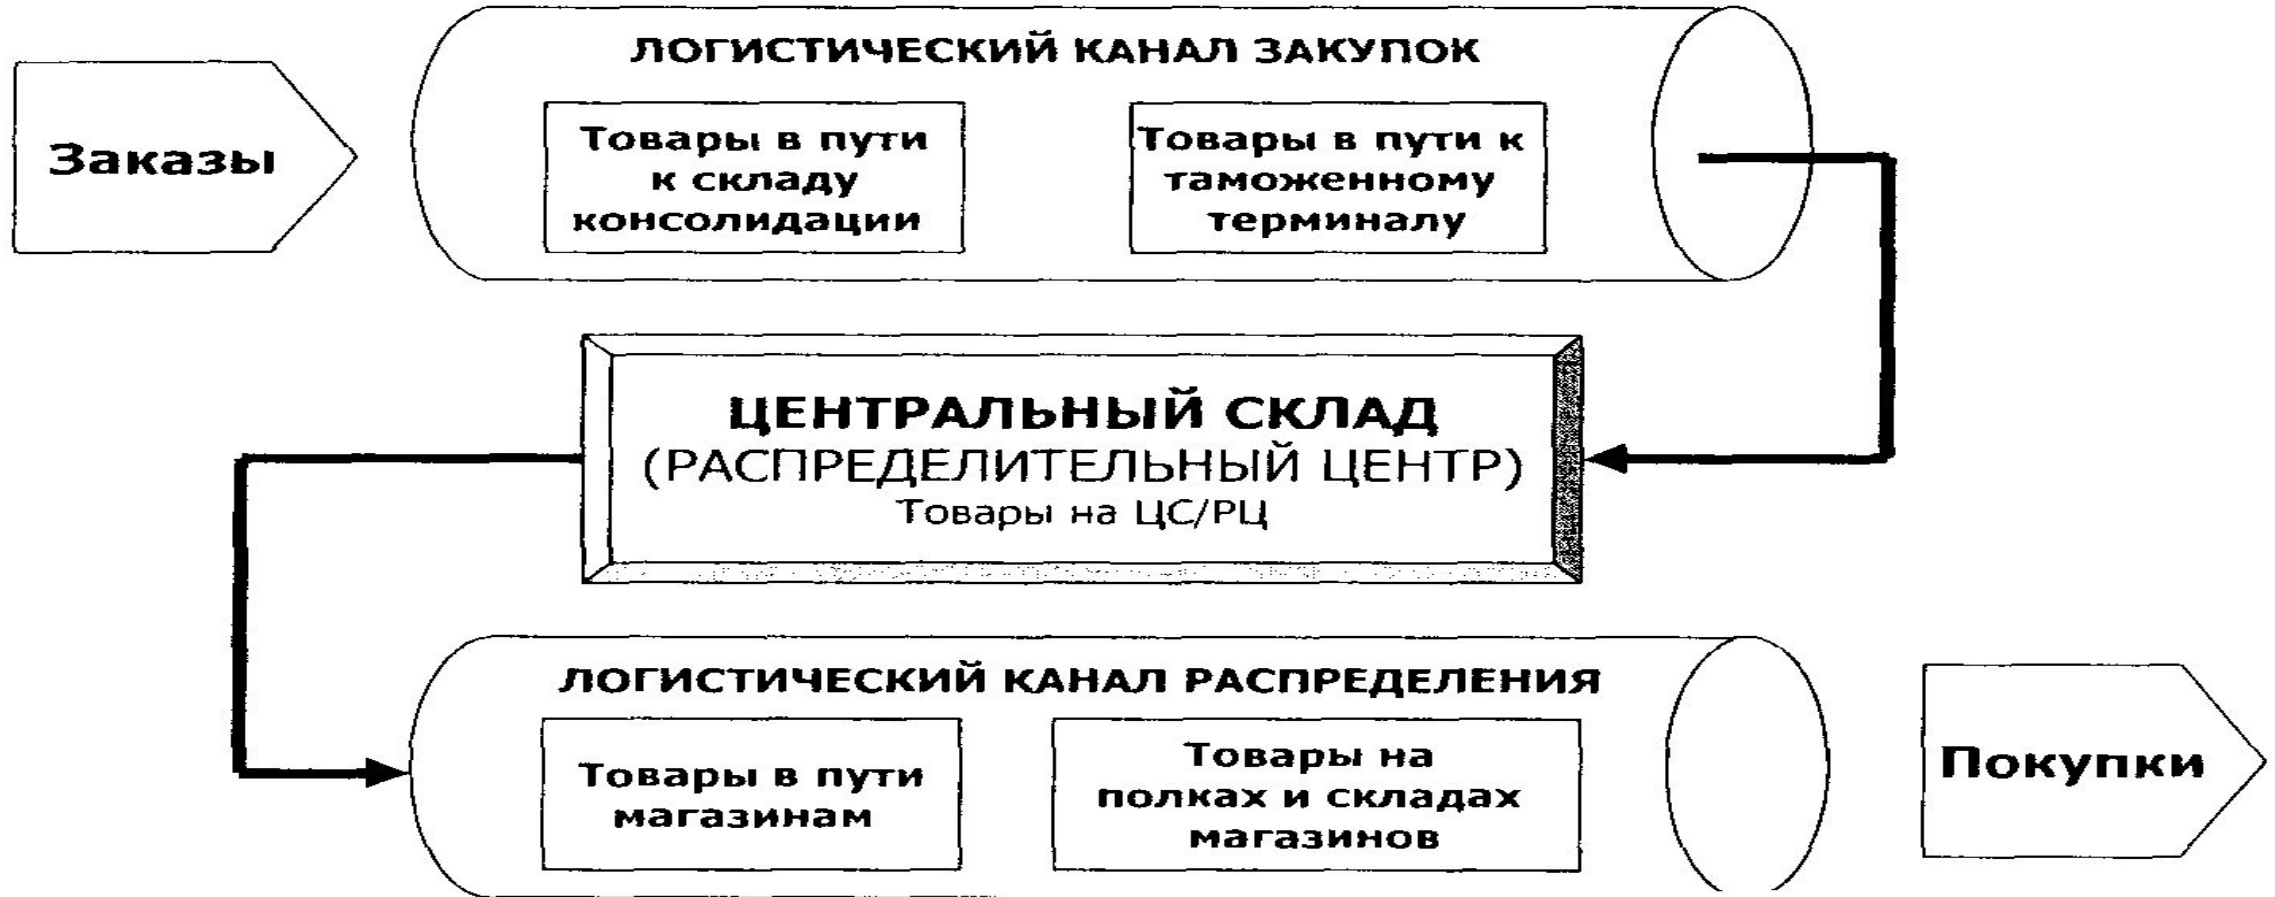 ЛОГИСТИЧЕСКИЙ КАНАЛ ЗАКУПОК
Заказы
Товары в пути
к складу
консолидации
Товары в пути к
таможенному
терминалу
ЦЕНТРАЛЬНЫЙ СКЛАД
(РАСПРЕДЕЛИТЕЛЬНЫЙ ЦЕНТР)
Товары на ЦС/РЦ
ЛОГИСТИЧЕСКИЙ КАНАЛ РАСПРЕДЕЛЕНИЯ
Товары в пути
магазинам
Товары на
полках и складах
магазинов
Покупки